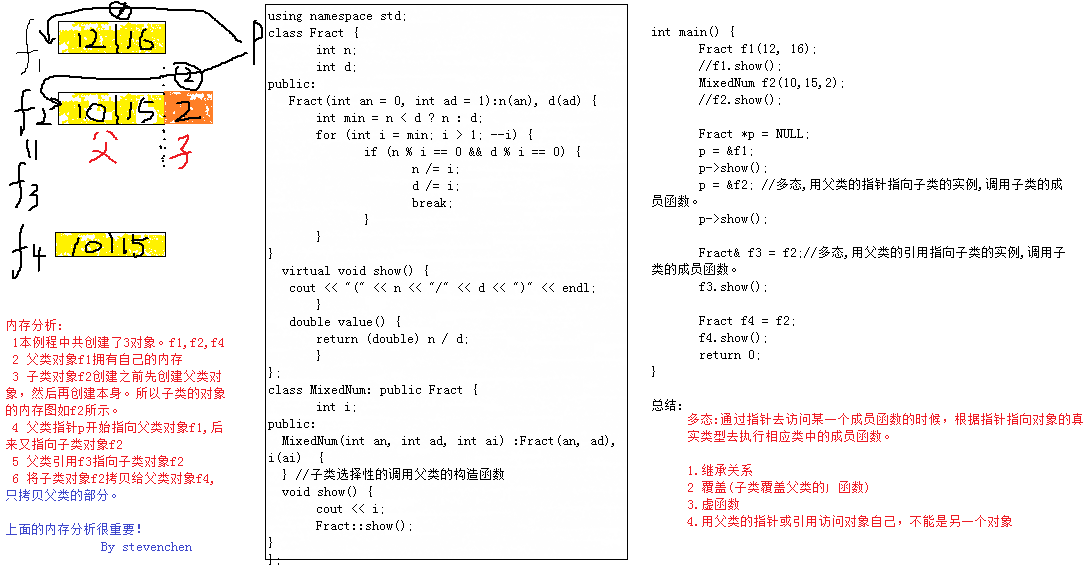 ①
f1
12 16
P
②
f2
10 15 2
父 子
11
f3
f4
10 15
内存分析:
1本例程中共创建了3对象。f1,f2,f4
2 父类对象f1拥有自己的内存
3 子类对象f2创建之前先创建父类对
象，然后再创建本身。所以子类的对象
的内存图如f2所示。
4 父类指针p开始指向父类对象f1,后
来又指向子类对象f2
5 父类引用f3指向子类对象f2
6 将子类对象f2拷贝给父类对象f4,
只拷贝父类的部分。
上面的内存分析很重要!
By stevenchen
using namespace std;
class Fract {
int n;
int d;
public:
Fract(int an = 0, int ad = 1):n(an), d(ad) {
int min = n < d ? n : d;
for (int i = min; i > 1; --i) {
if (n % i == 0 && d % i == 0) {
n /= i;
d /= i;
break;
}
}
}
virtual void show() {
cout << "(" << n << "/" << d << ")" << endl;
}
double value() {
return (double) n / d;
}
};
class MixedNum: public Fract {
int i;
public:
MixedNum(int an, int ad, int ai) :Fract(an, ad),
i(ai)  {
} //子类选择性的调用父类的构造函数
void show() {
cout << i;
Fract::show();
}
};
int main() {
Fract f1(12, 16);
//f1.show();
MixedNum f2(10,15,2);
//f2.show();
Fract *p = NULL;
p = &f1;
p->show();
p = &f2; //多态,用父类的指针指向子类的实例,调用子类的成
员函数。
p->show();
Fract& f3 = f2;//多态,用父类的引用指向子类的实例,调用子
类的成员函数。
f3.show();
Fract f4 = f2;
f4.show();
return 0;
}
总结:
多态:通过指针去访问某一个成员函数的时候，根据指针指向对象的真
实类型去执行相应类中的成员函数。
1.继承关系
2 覆盖(子类覆盖父类的」函数)
3.虚函数
4.用父类的指针或引用访问对象自己，不能是另一个对象